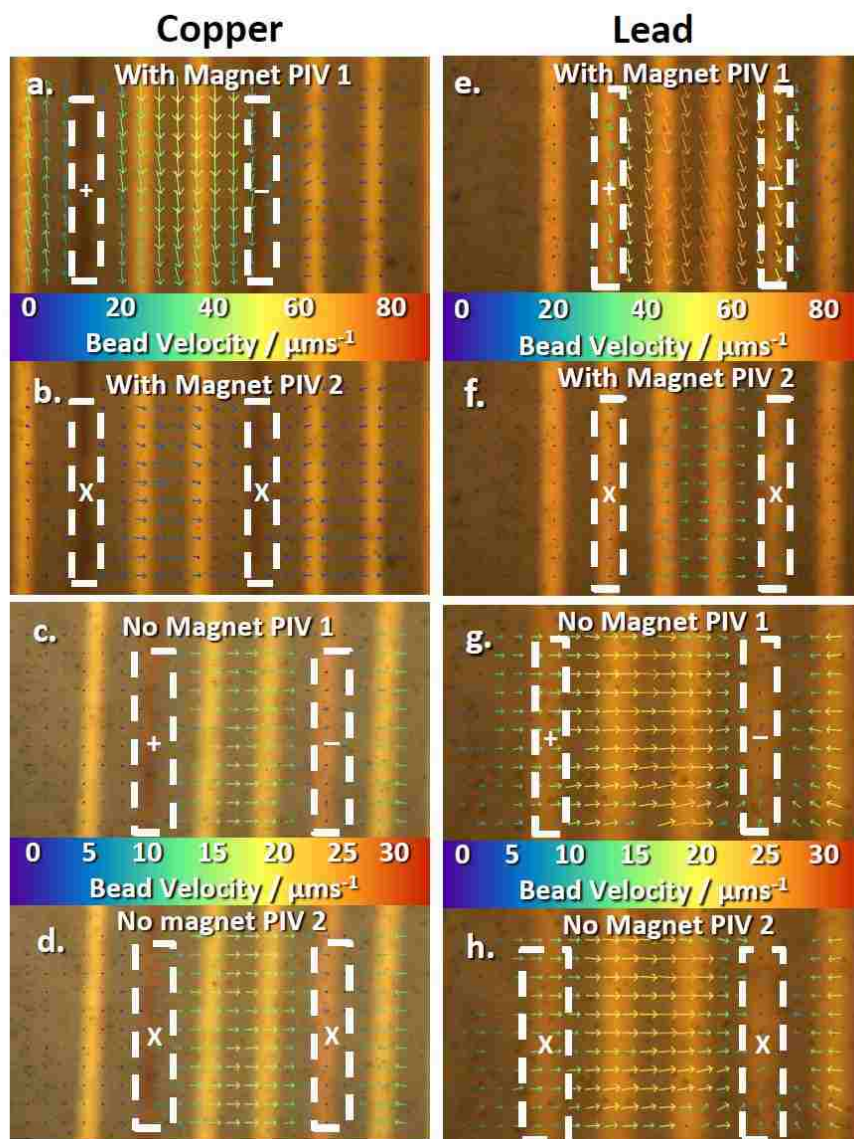 Copper
a. With Magnet PIV 1
+ –
0 20 40 60 80
Bead Velocity / µms⁻¹
b. With Magnet PIV 2
X X
c. No Magnet PIV 1
+ –
0 5 10 15 20 25 30
Bead Velocity / µms⁻¹
d. No magnet PIV 2
X X
Lead
e. With Magnet PIV 1
+ –
0 20 40 60 80
Bead Velocity / µms⁻¹
f. With Magnet PIV 2
X X
g. No Magnet PIV 1
+ –
0 5 10 15 20 25 30
Bead Velocity / µms⁻¹
h. No Magnet PIV 2
X X